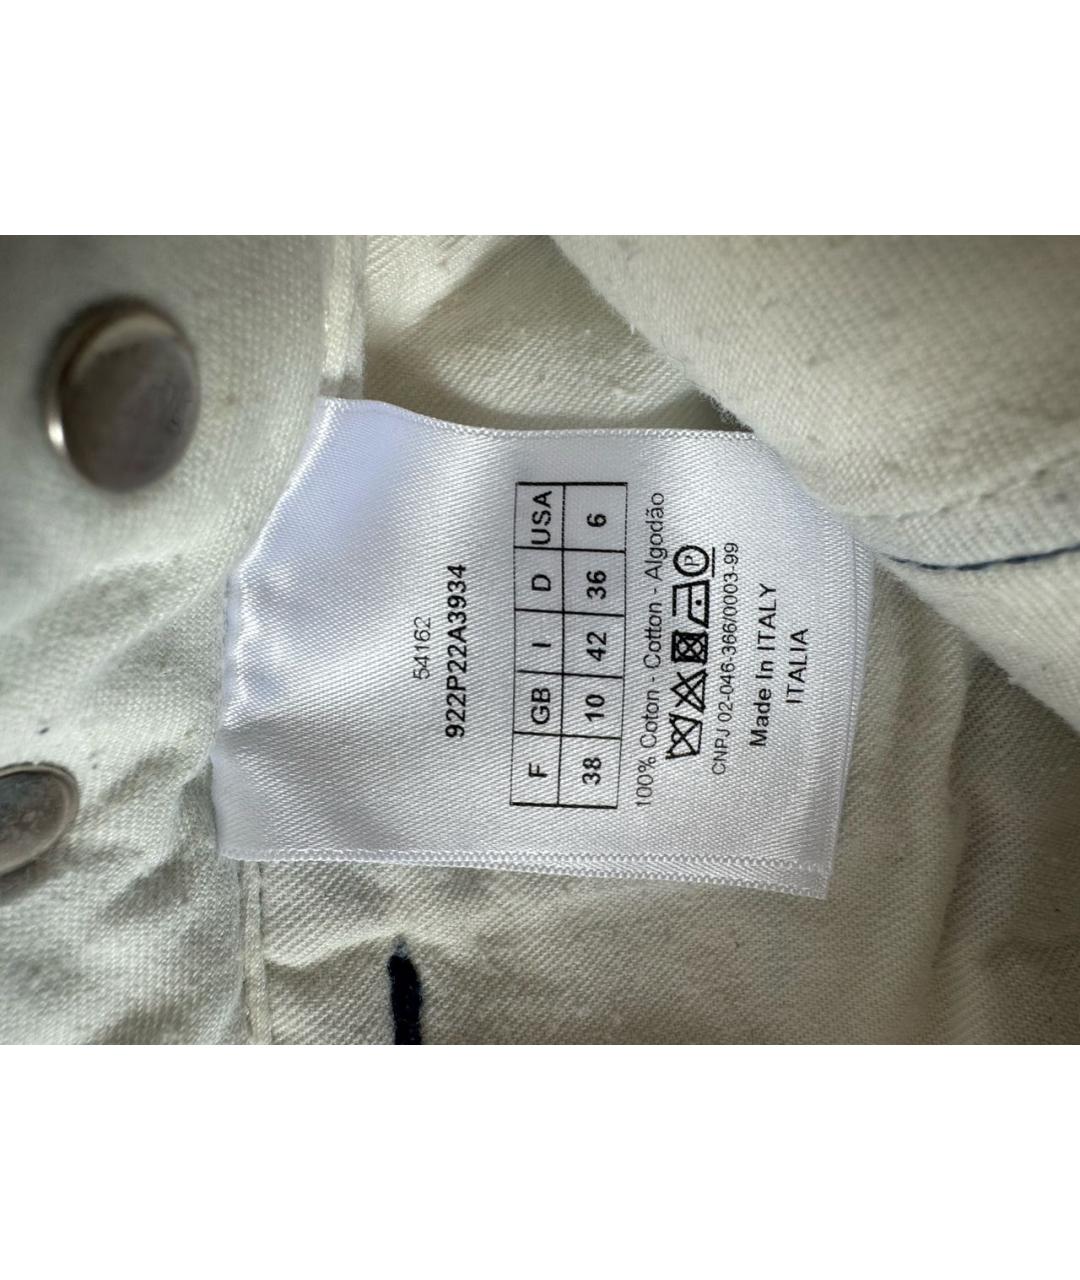 54162
922P22A3934
F GB I D USA
38 10 42 36 6
100% Coton - Cotton - Algodão
P
CNPJ 02-046-366/0003-99
Made In ITALY
ITALIA